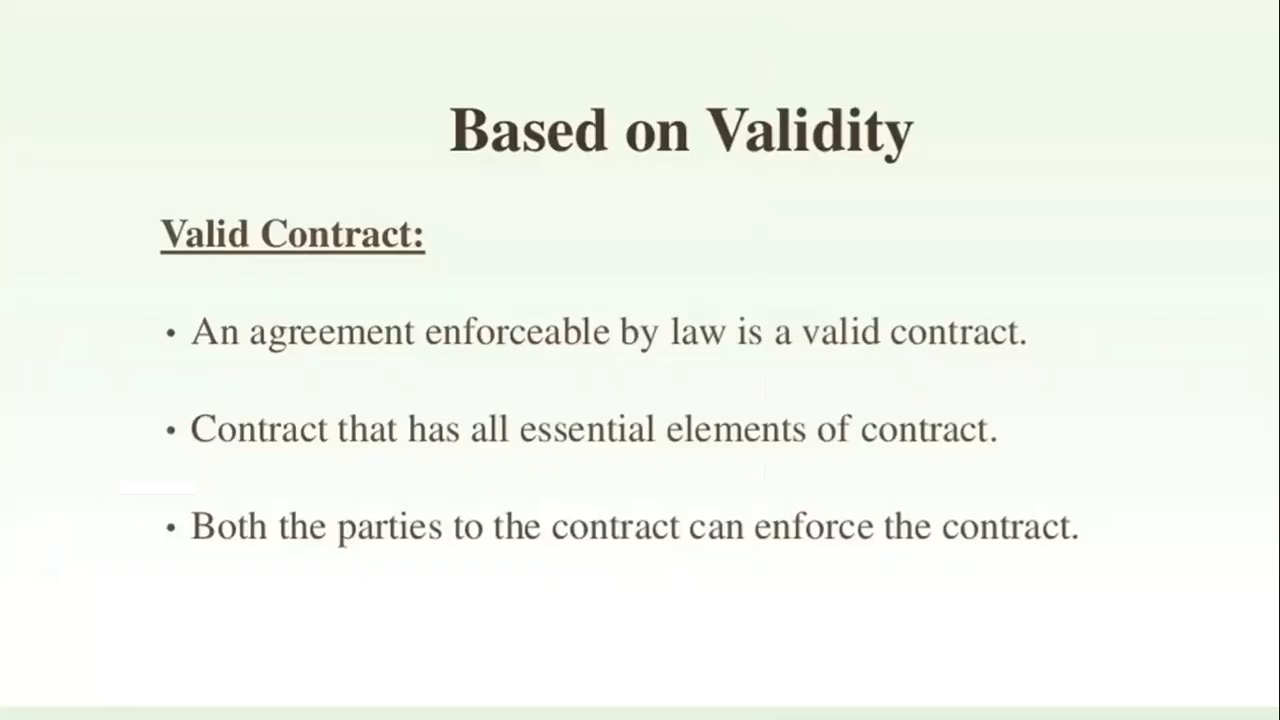 Based on Validity
Valid Contract:
• An agreement enforceable by law is a valid contract.
• Contract that has all essential elements of contract.
• Both the parties to the contract can enforce the contract.